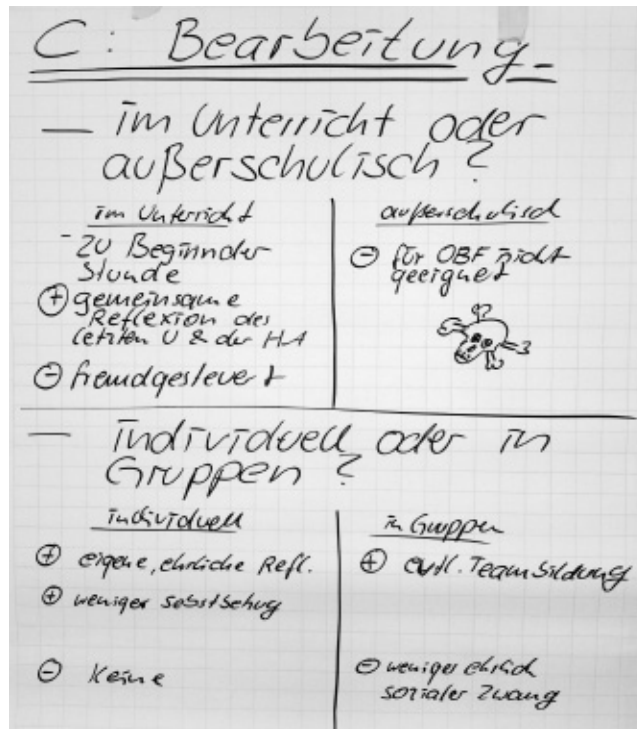 C: Bearbeitung
— im Unterricht oder
außerschulisch?
im Unterricht
- zu Beginn der
Stunde
⊕ gemeinsame
Reflexion des
letzten U & der HA
⊖ fremdgesteuert
außerschulisch
⊖ für OBF nicht
geeignet
— individuell oder in
Gruppen?
individuell
⊕ eigene, ehrliche Refl.
⊕ weniger
⊖ Keine
in Gruppen
⊕ evtl. Teambildung
⊖ weniger ehrlich
sozialer Zwang